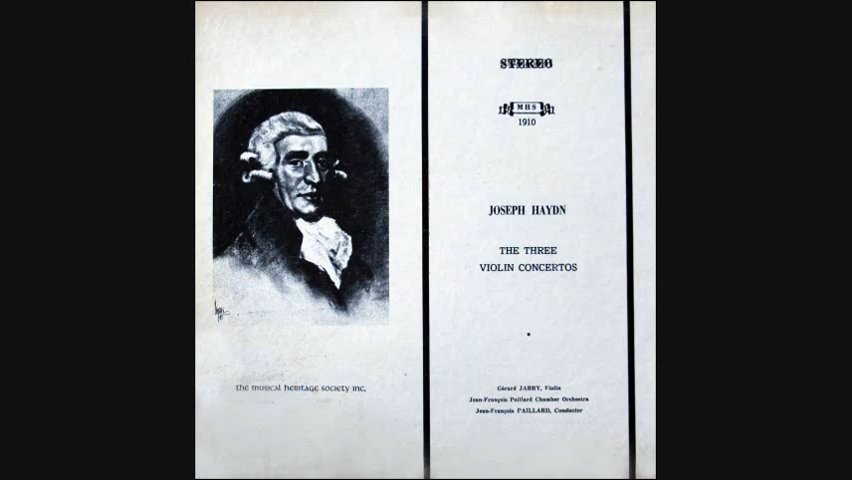 the musical heritage society inc.
STEREO
MHS
1910
JOSEPH HAYDN
THE THREE
VIOLIN CONCERTOS
Gérard JARRY, Violin
Jean-François Paillard Chamber Orchestra
Jean-François PAILLARD, Conductor